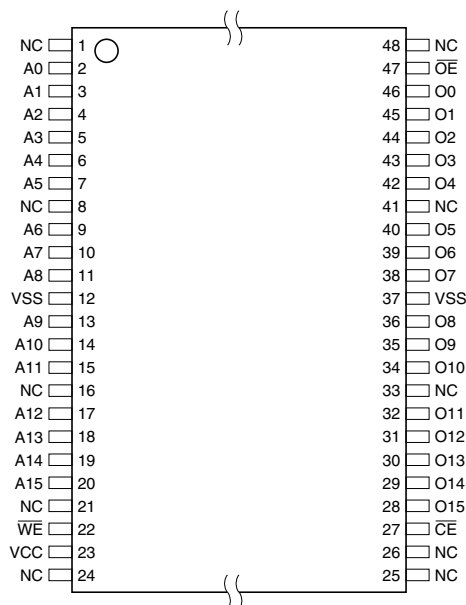 NC 1 48 NC
A0 2 47 O̅E̅
A1 3 46 O0
A2 4 45 O1
A3 5 44 O2
A4 6 43 O3
A5 7 42 O4
NC 8 41 NC
A6 9 40 O5
A7 10 39 O6
A8 11 38 O7
VSS 12 37 VSS
A9 13 36 O8
A10 14 35 O9
A11 15 34 O10
NC 16 33 NC
A12 17 32 O11
A13 18 31 O12
A14 19 30 O13
A15 20 29 O14
NC 21 28 O15
W̅E̅ 22 27 C̅E̅
VCC 23 26 NC
NC 24 25 NC